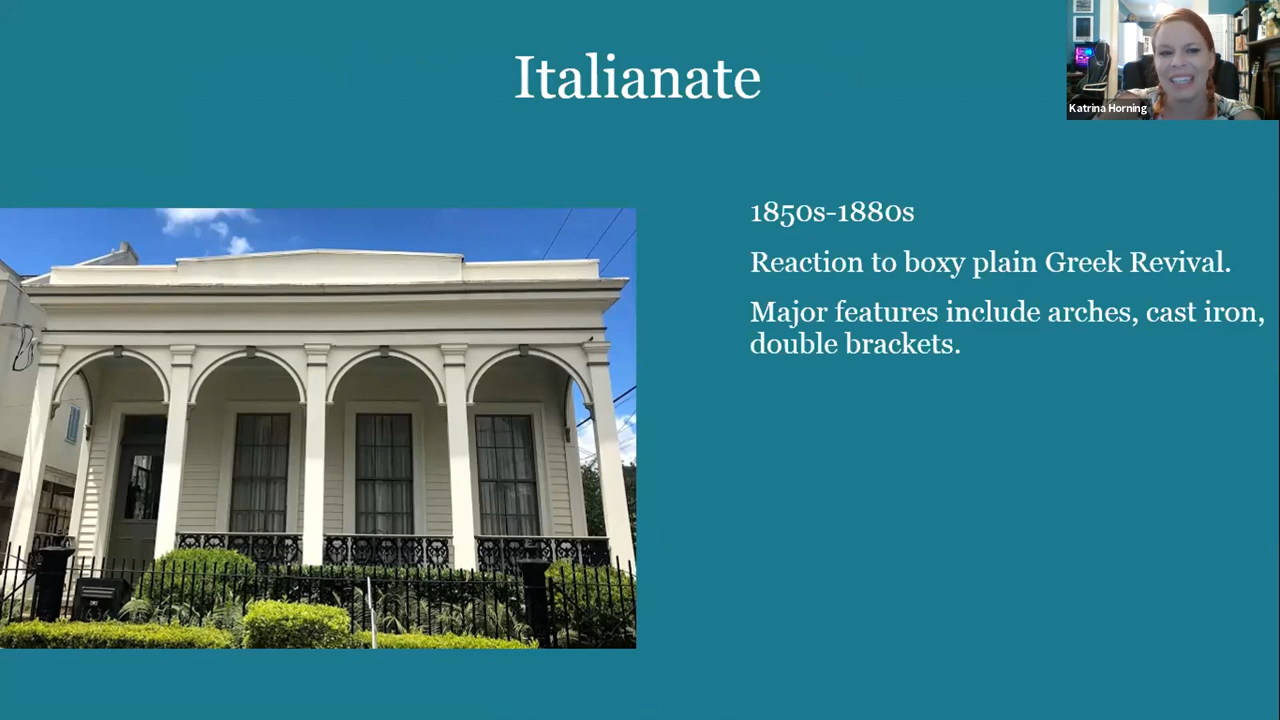 Italianate
Katrina Horning
1850s-1880s
Reaction to boxy plain Greek Revival.
Major features include arches, cast iron,
double brackets.